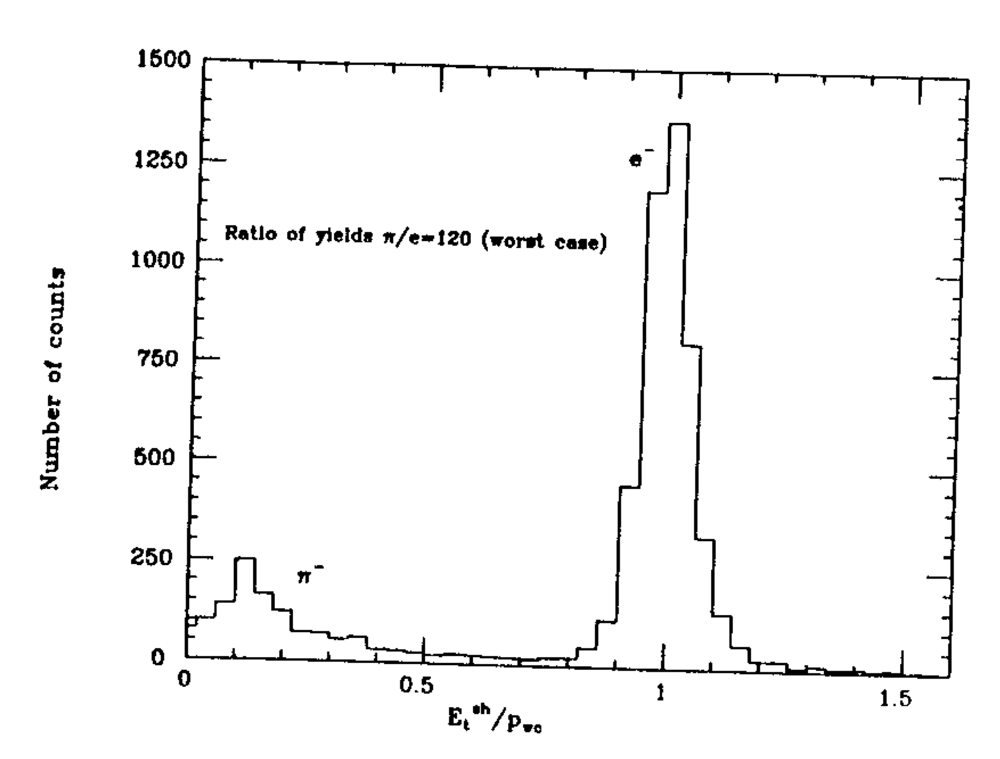 1500
1250
1000
750
500
250
0
Number of counts
e⁻
Ratio of yields π/e=120 (worst case)
π⁻
0
0.5
1
1.5
Eₜˢʰ/p_wc